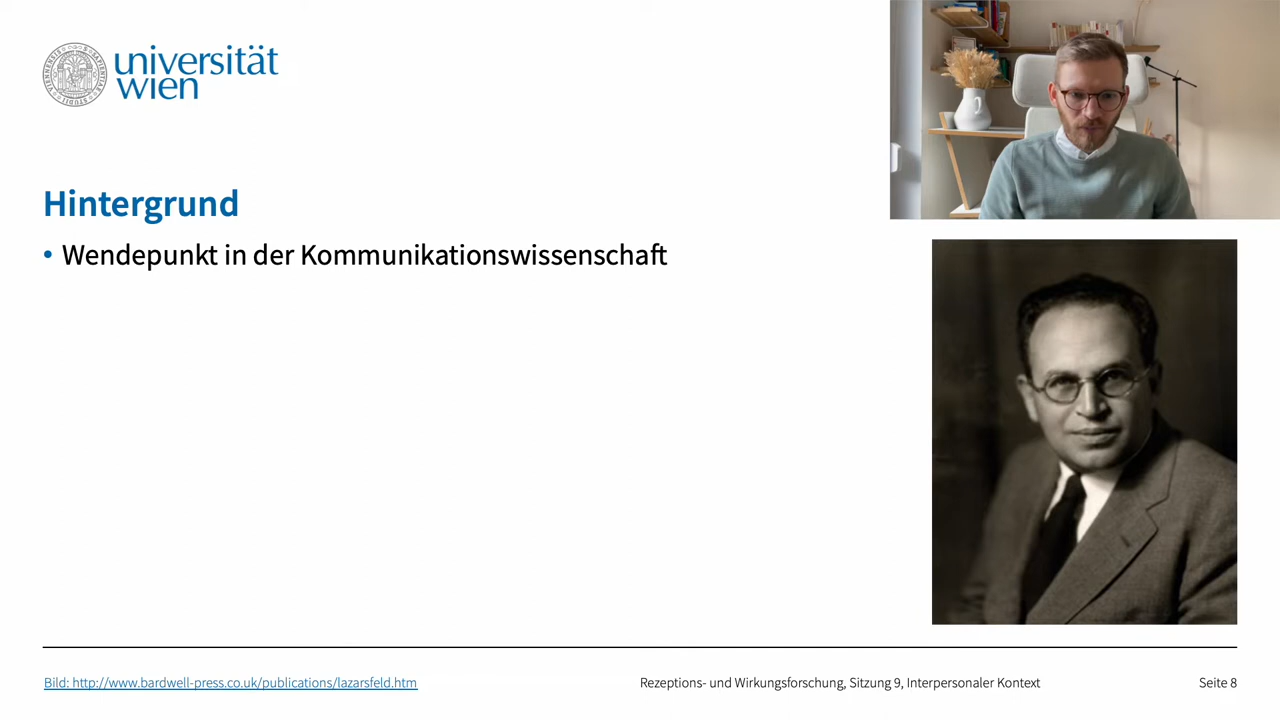 universität
wien
Hintergrund
• Wendepunkt in der Kommunikationswissenschaft
Bild: http://www.bardwell-press.co.uk/publications/lazarsfeld.htm
Rezeptions- und Wirkungsforschung, Sitzung 9, Interpersonaler Kontext
Seite 8